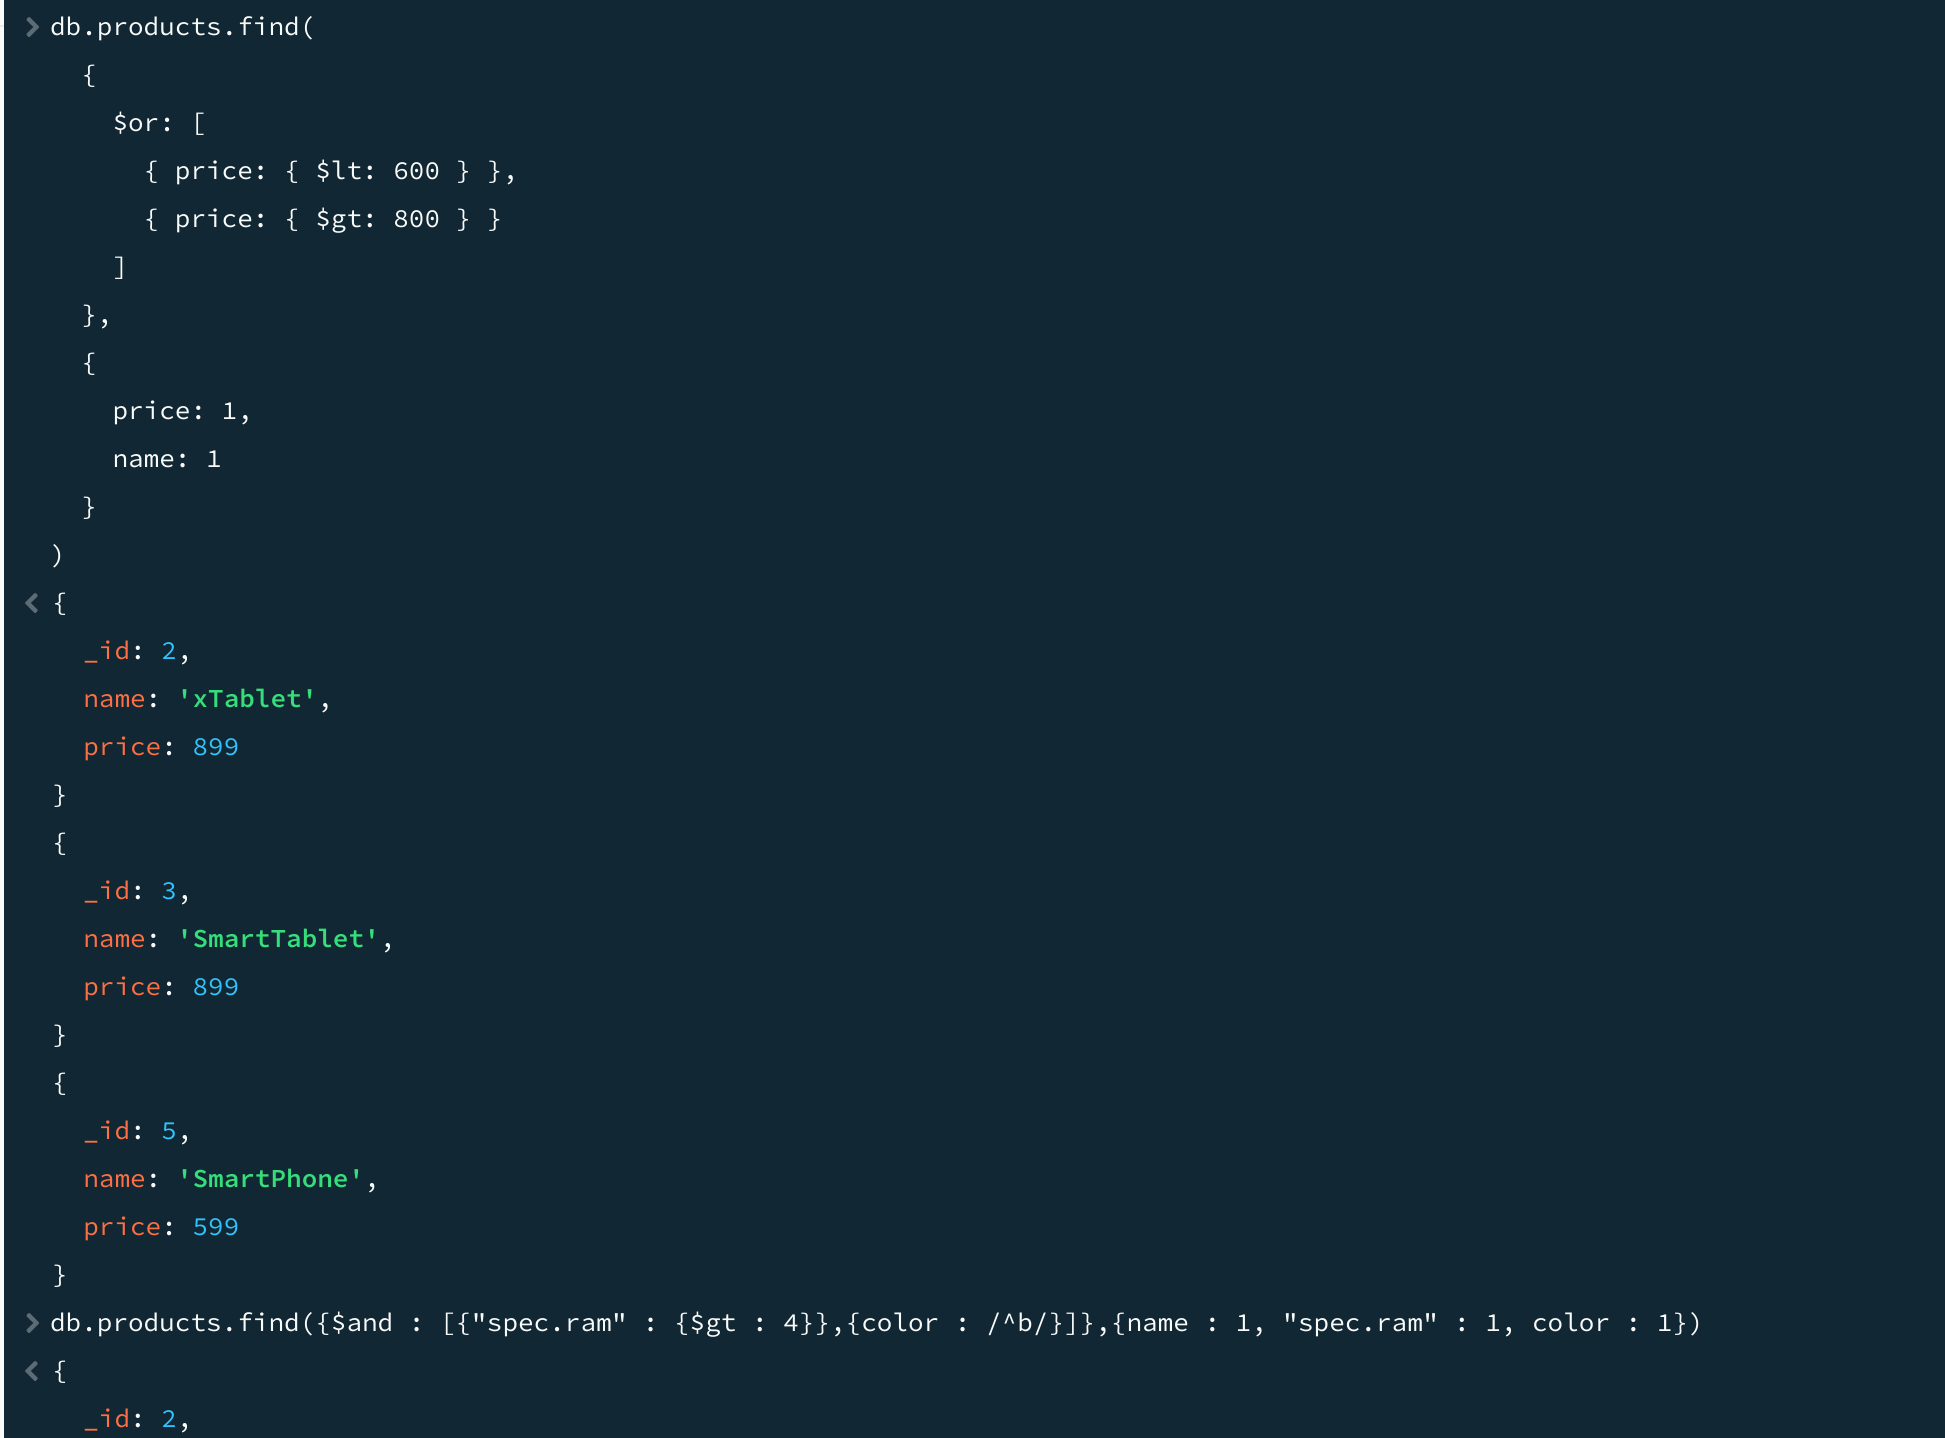 > db.products.find(
{
$or: [
{ price: { $lt: 600 } },
{ price: { $gt: 800 } }
]
},
{
price: 1,
name: 1
}
)
< {
_id: 2,
name: 'xTablet',
price: 899
}
{
_id: 3,
name: 'SmartTablet',
price: 899
}
{
_id: 5,
name: 'SmartPhone',
price: 599
}
> db.products.find({$and : [{"spec.ram" : {$gt : 4}},{color : /^b/}]},{name : 1, "spec.ram" : 1, color : 1})
< {
_id: 2,